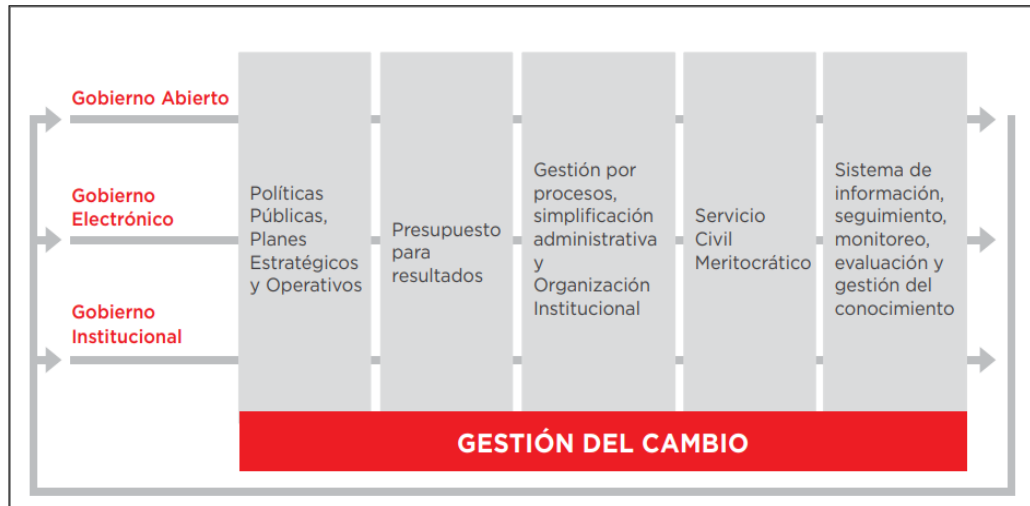 Gobierno Abierto
Gobierno
Electrónico
Gobierno
Institucional
Políticas
Públicas,
Planes
Estratégicos
y Operativos
Presupuesto
para
resultados
Gestión por
procesos,
simplificación
administrativa
y
Organización
Institucional
Servicio
Civil
Meritocrático
Sistema de
información,
seguimiento,
monitoreo,
evaluación y
gestión del
conocimiento
GESTIÓN DEL CAMBIO